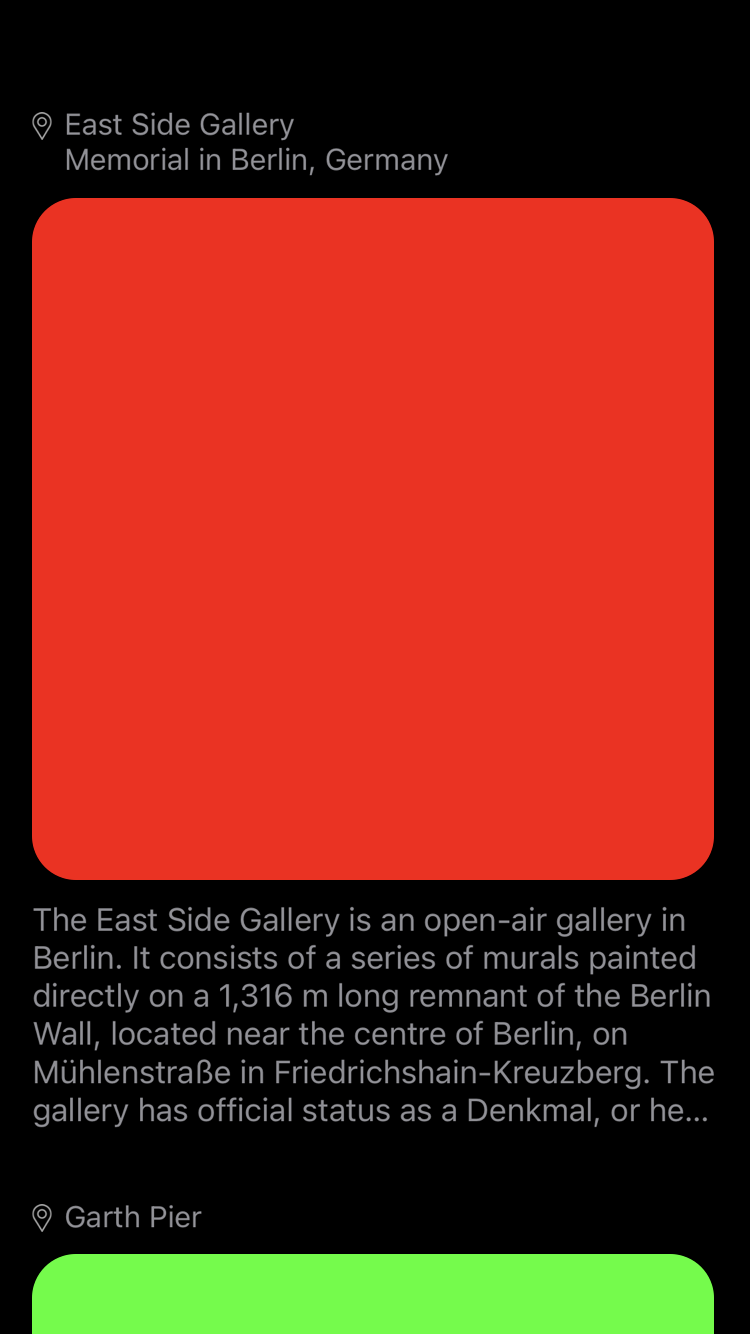 East Side Gallery
Memorial in Berlin, Germany
The East Side Gallery is an open-air gallery in
Berlin. It consists of a series of murals painted
directly on a 1,316 m long remnant of the Berlin
Wall, located near the centre of Berlin, on
Mühlenstraße in Friedrichshain-Kreuzberg. The
gallery has official status as a Denkmal, or he...
Garth Pier